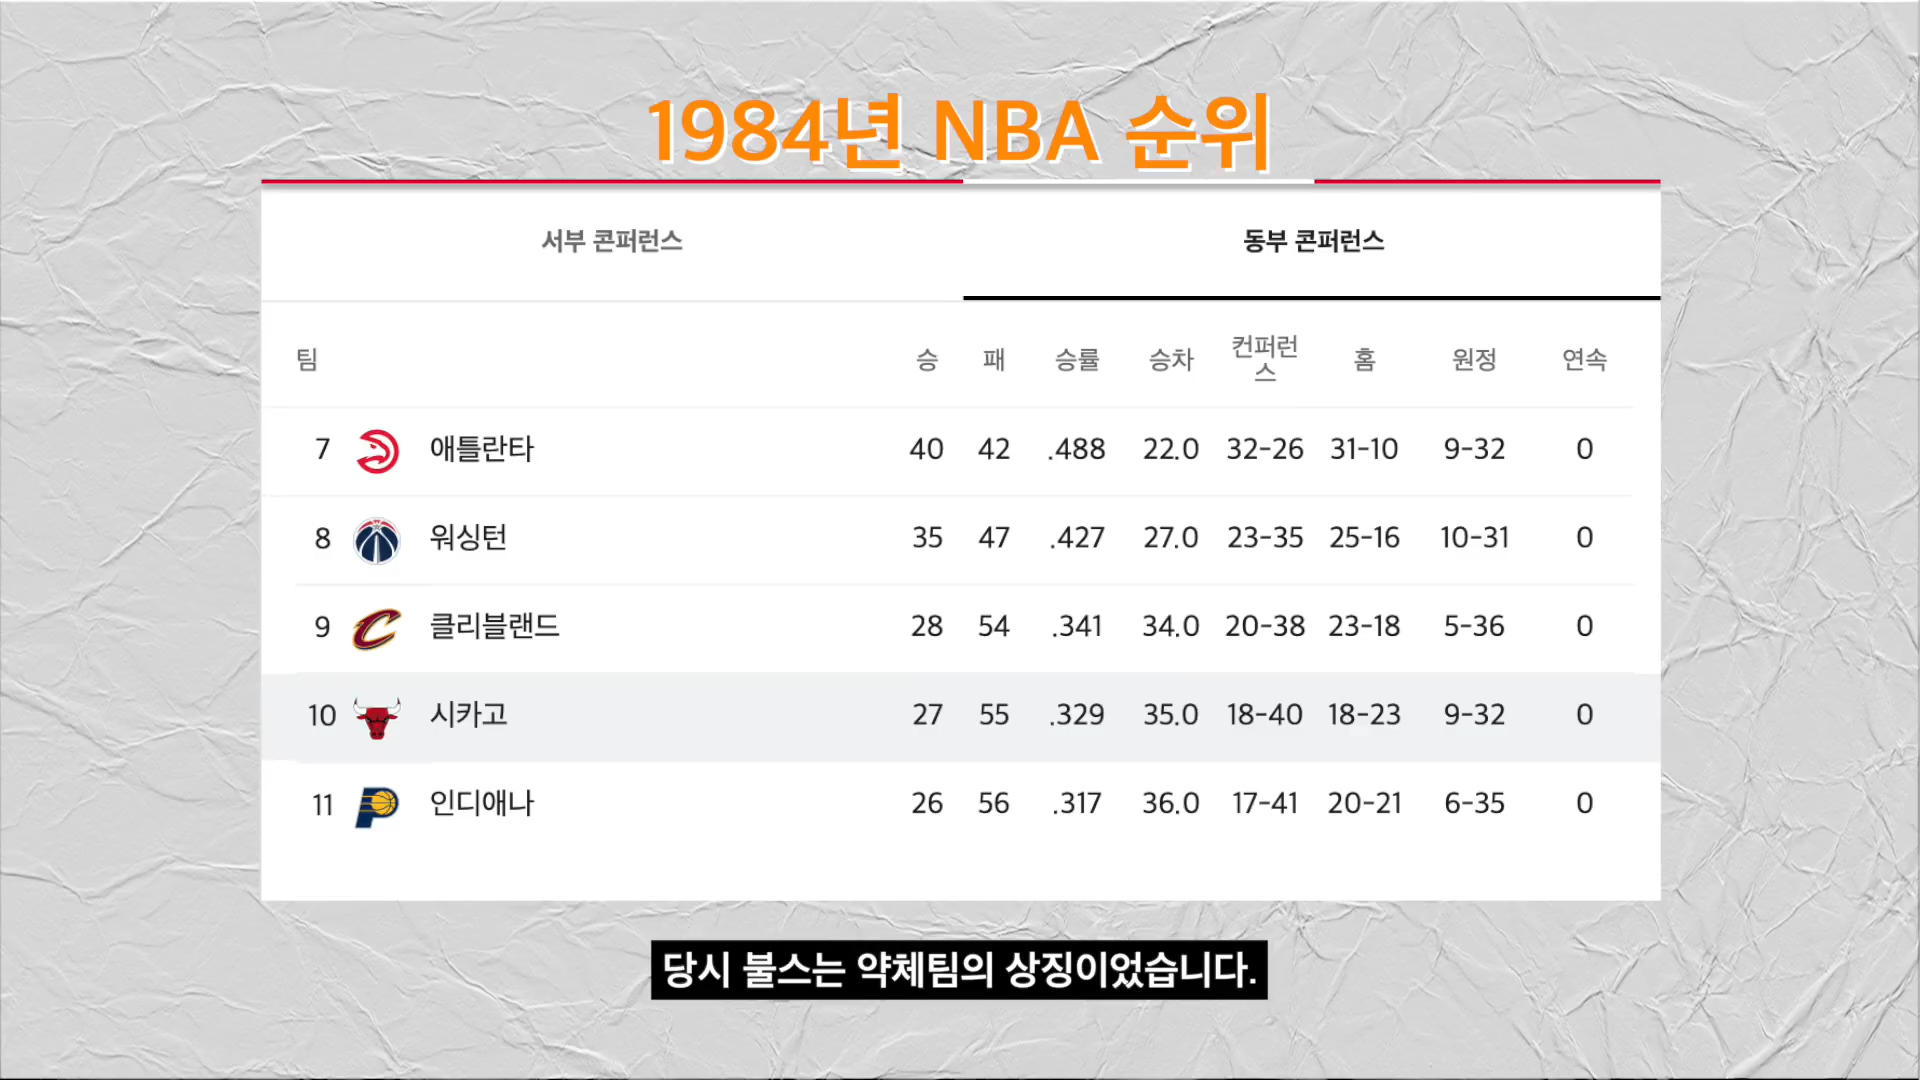 1984년 NBA 순위
서부 콘퍼런스 동부 콘퍼런스
팀 승 패 승률 승차 컨퍼런스 홈 원정 연속
7 애틀란타 40 42 .488 22.0 32-26 31-10 9-32 0
8 워싱턴 35 47 .427 27.0 23-35 25-16 10-31 0
9 클리블랜드 28 54 .341 34.0 20-38 23-18 5-36 0
10 시카고 27 55 .329 35.0 18-40 18-23 9-32 0
11 인디애나 26 56 .317 36.0 17-41 20-21 6-35 0
당시 불스는 약체팀의 상징이었습니다.